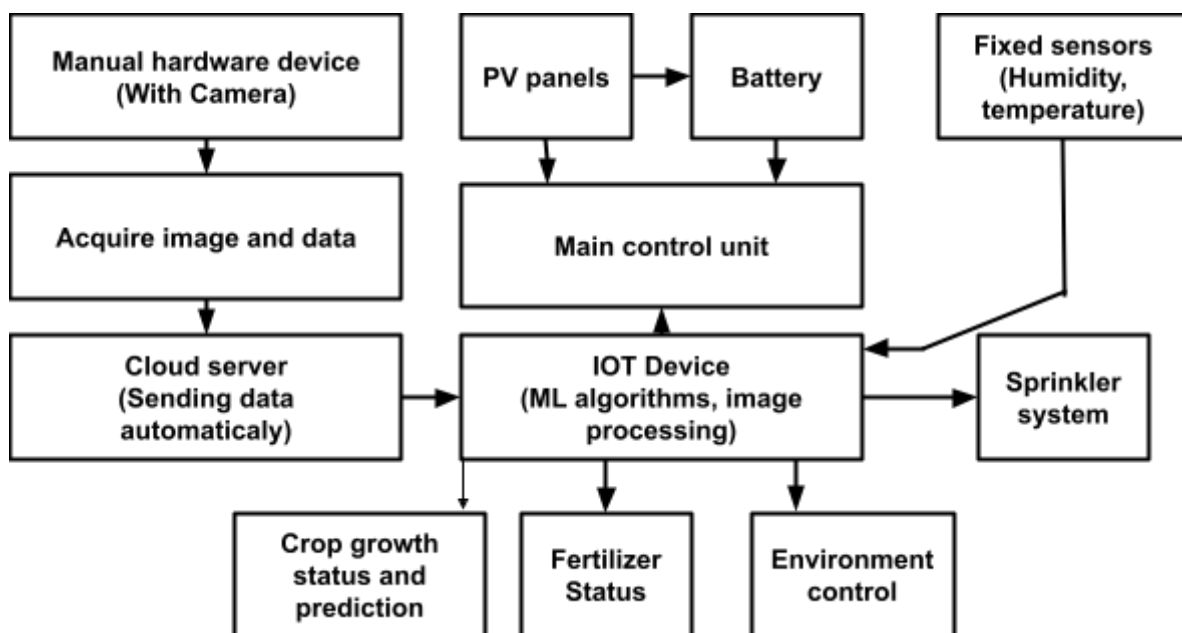 Manual hardware device
(With Camera)
PV panels
Battery
Fixed sensors
(Humidity,
temperature)
Acquire image and data
Main control unit
Cloud server
(Sending data
automaticaly)
IOT Device
(ML algorithms, image
processing)
Sprinkler
system
Crop growth
status and
prediction
Fertilizer
Status
Environment
control